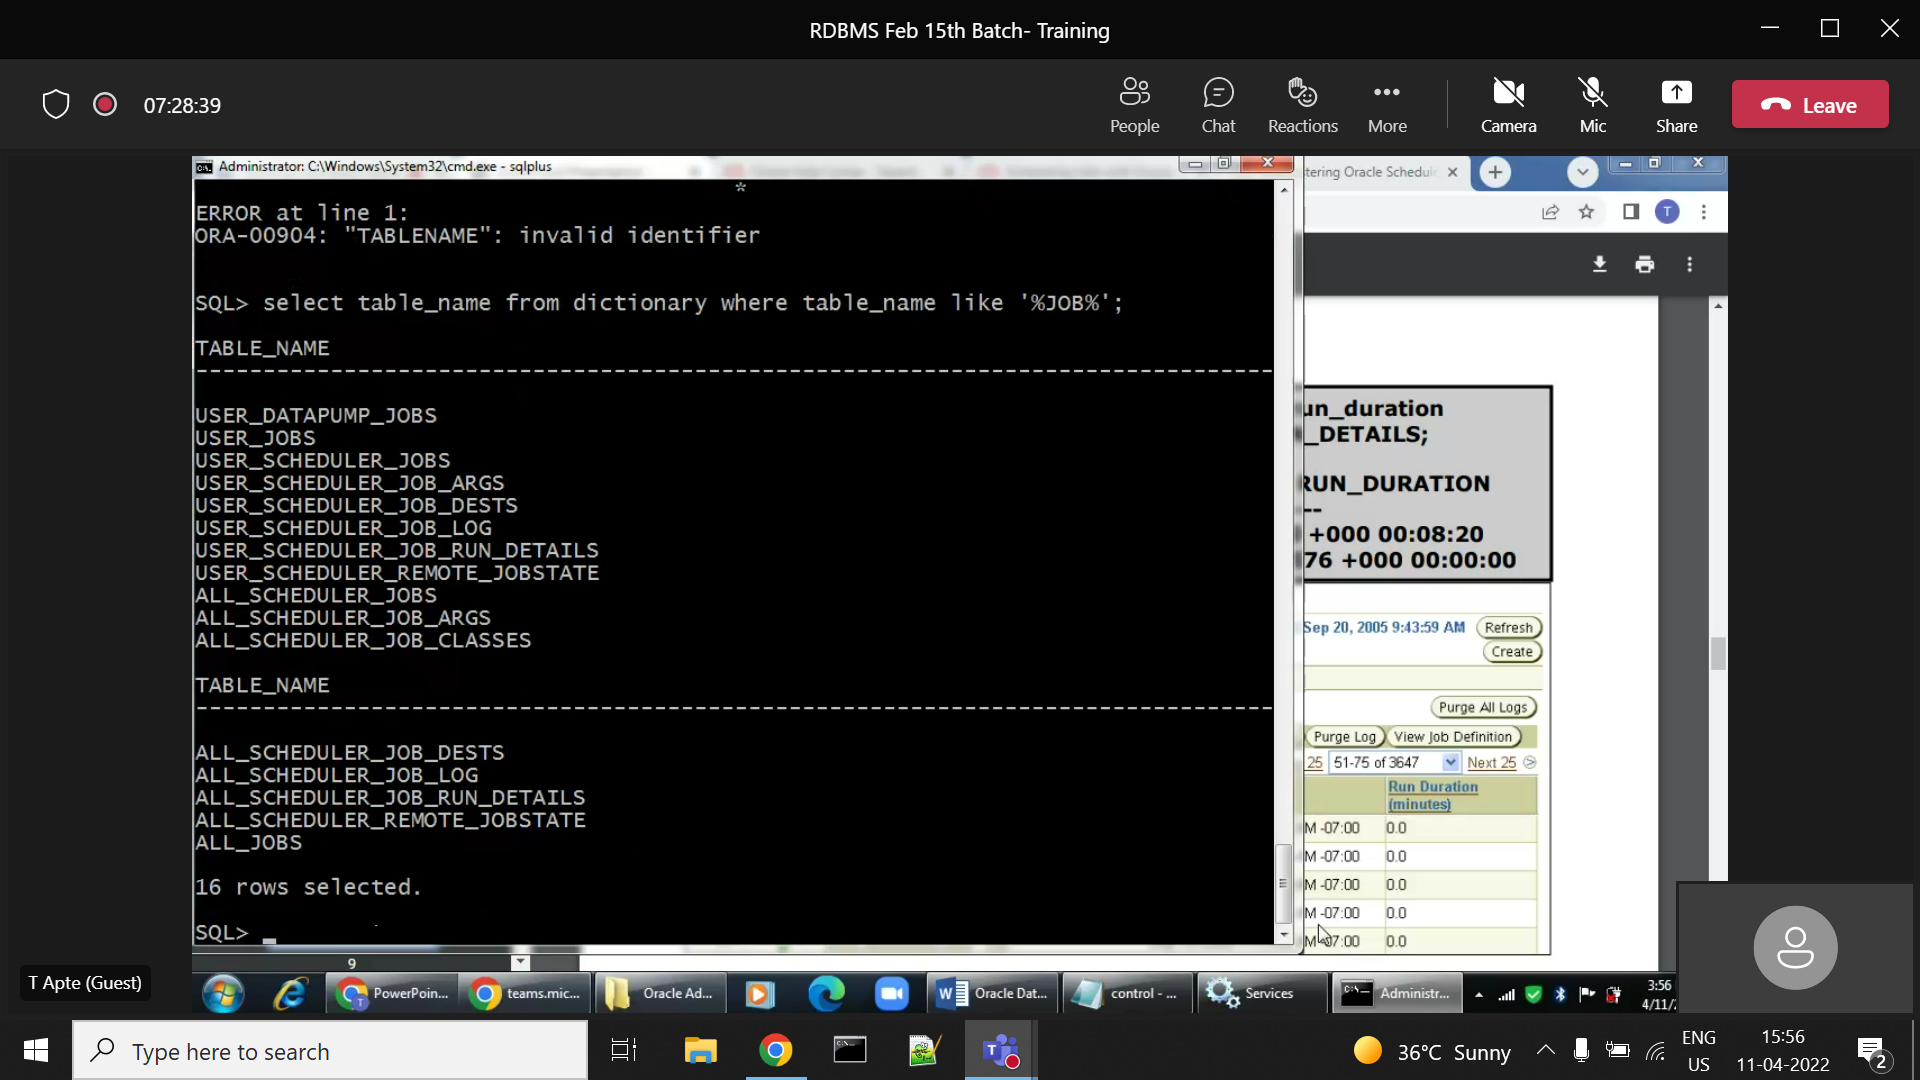 RDBMS Feb 15th Batch- Training
07:28:39
People
Chat
Reactions
More
Camera
Mic
Share
Leave
Administrator: C:\Windows\System32\cmd.exe - sqlplus
*
ERROR at line 1:
ORA-00904: "TABLENAME": invalid identifier
SQL> select table_name from dictionary where table_name like '%JOB%';
TABLE_NAME
--------------------------------------------------------------------------------
USER_DATAPUMP_JOBS
USER_JOBS
USER_SCHEDULER_JOBS
USER_SCHEDULER_JOB_ARGS
USER_SCHEDULER_JOB_DESTS
USER_SCHEDULER_JOB_LOG
USER_SCHEDULER_JOB_RUN_DETAILS
USER_SCHEDULER_REMOTE_JOBSTATE
ALL_SCHEDULER_JOBS
ALL_SCHEDULER_JOB_ARGS
ALL_SCHEDULER_JOB_CLASSES
TABLE_NAME
--------------------------------------------------------------------------------
ALL_SCHEDULER_JOB_DESTS
ALL_SCHEDULER_JOB_LOG
ALL_SCHEDULER_JOB_RUN_DETAILS
ALL_SCHEDULER_REMOTE_JOBSTATE
ALL_JOBS
16 rows selected.
SQL> _
tering Oracle Schedul
T
un_duration
_DETAILS;
RUN_DURATION
--
+000 00:08:20
76 +000 00:00:00
Sep 20, 2005 9:43:59 AM
Refresh
Create
Purge All Logs
Purge Log
View Job Definition
25
51-75 of 3647
Next 25
Run Duration
(minutes)
M -07:00 0.0
M -07:00 0.0
M -07:00 0.0
M -07:00 0.0
M -07:00 0.0
9
T Apte (Guest)
PowerPoin...
teams.mic...
Oracle Ad...
Oracle Dat...
control - ...
Services
Administr...
3:56
4/11/
Type here to search
36°C Sunny
ENG
US
15:56
11-04-2022
2